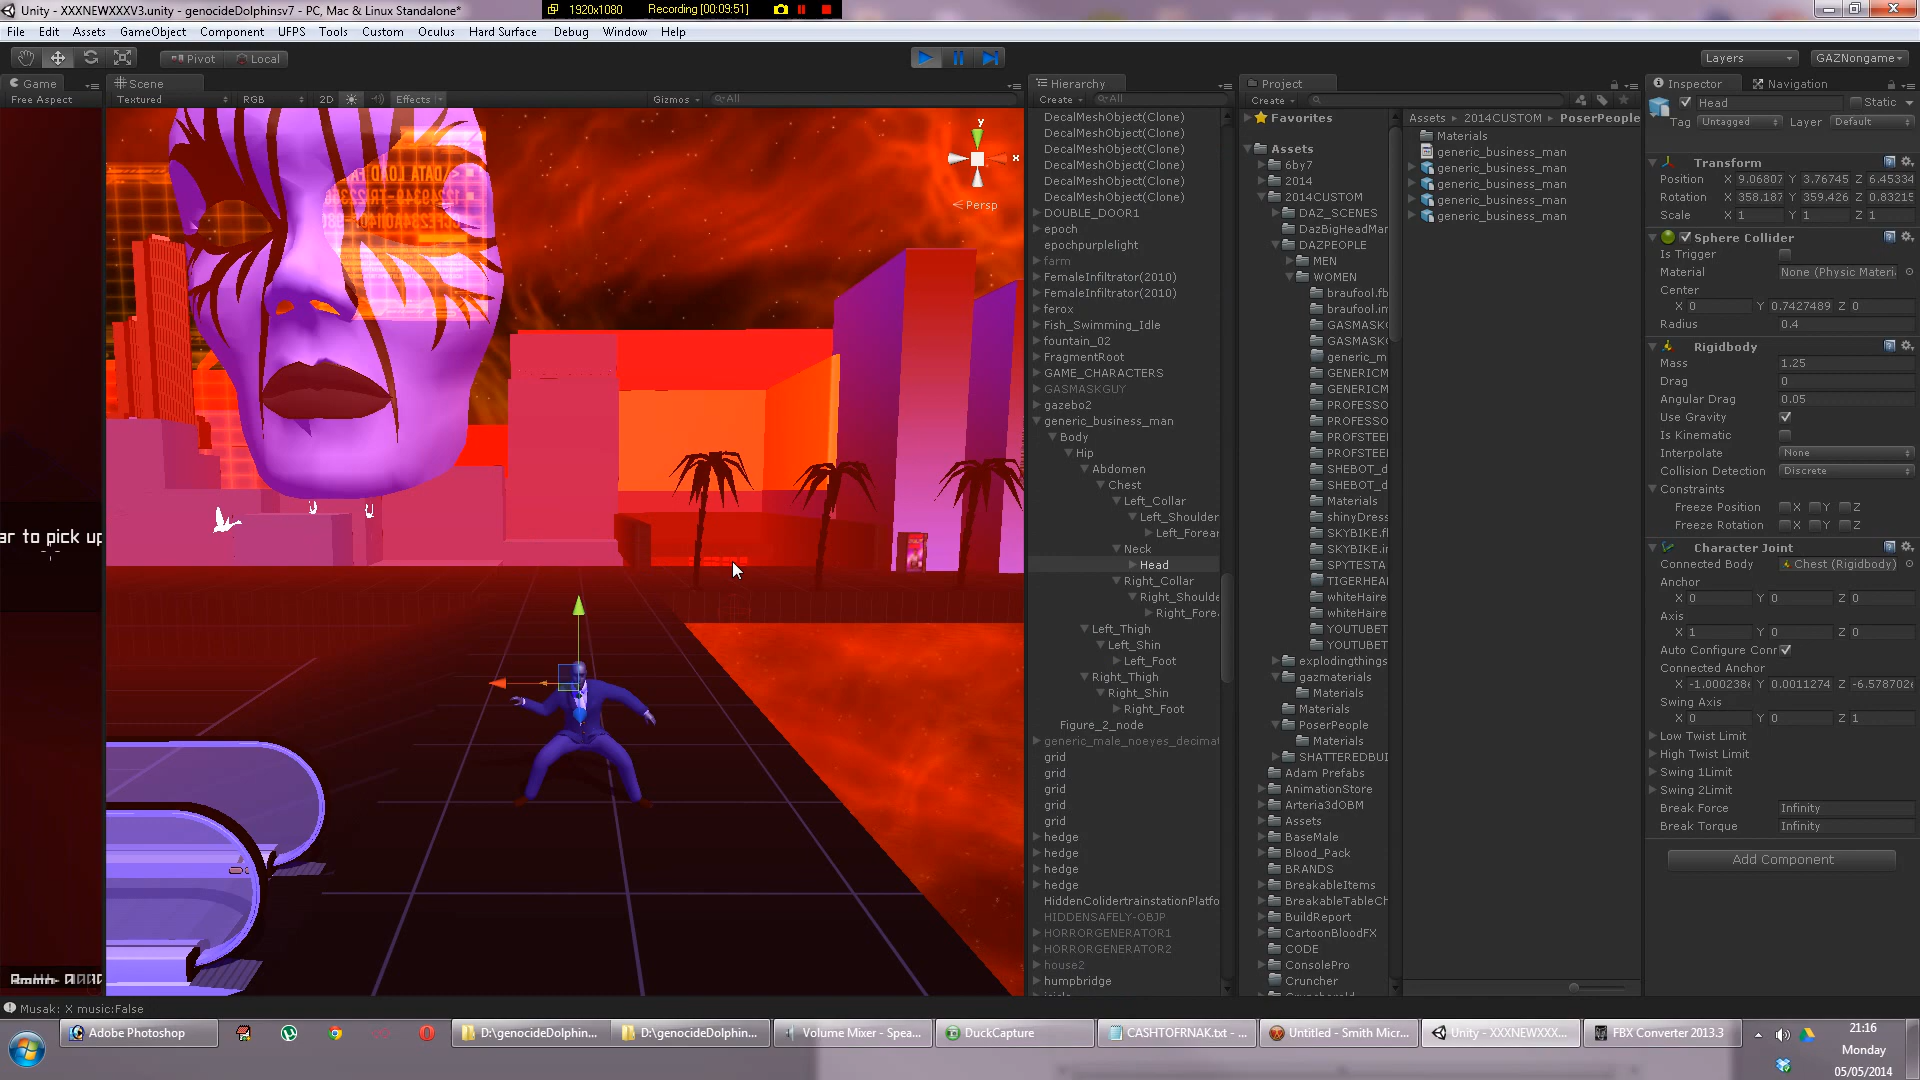 Unity - XXXNEWXXXV3.unity - genocideDolphinsv7 - PC, Mac & Linux Standalone*
1920x1080
Recording [00:09:51]
File Edit Assets GameObject Component UFPS Tools Custom Oculus Hard Surface Debug Window Help
Pivot Local
Layers
GAZNongame
Game
Free Aspect
Scene
Textured RGB 2D Effects Gizmos All
y
x
Persp
< DATA LOAD FA
ar to pick up
Hierarchy
Create All
DecalMeshObject(Clone)
DecalMeshObject(Clone)
DecalMeshObject(Clone)
DecalMeshObject(Clone)
DecalMeshObject(Clone)
DecalMeshObject(Clone)
DOUBLE_DOOR1
epoch
epochpurplelight
farm
FemaleInfiltrator(2010)
FemaleInfiltrator(2010)
ferox
Fish_Swimming_Idle
fountain_02
FragmentRoot
GAME_CHARACTERS
GASMASKGUY
gazebo2
generic_business_man
Body
Hip
Abdomen
Chest
Left_Collar
Left_Shoulder
Left_Forear
Neck
Head
Right_Collar
Right_Shoulde
Right_Fore
Left_Thigh
Left_Shin
Left_Foot
Right_Thigh
Right_Shin
Right_Foot
Figure_2_node
generic_male_noeyes_decimat
grid
grid
grid
grid
grid
hedge
hedge
hedge
hedge
HiddenColidertrainstationPlatfo
HIDDENSAFELY-OBJP
HORRORGENERATOR1
HORRORGENERATOR2
house2
humpbridge
Project
Create
Favorites
Assets
6by7
2014
2014CUSTOM
DAZ_SCENES
DazBigHeadMar
DAZPEOPLE
MEN
WOMEN
braufool.fb
braufool.im
GASMASK
GASMASK
generic_m
GENERICM
GENERICM
PROFESSO
PROFESSO
PROFSTEE
PROFSTEE
SHEBOT_d
SHEBOT_d
Materials
shinyDress
SKYBIKE.fl
SKYBIKE.ir
SPYTESTA
TIGERHEA
whiteHaire
whiteHaire
YOUTUBET
YOUTUBET
explodingthings
gazmaterials
Materials
Materials
PoserPeople
Materials
SHATTEREDBUI
Adam Prefabs
AnimationStore
Arteria3dOBM
Assets
BaseMale
Blood_Pack
BRANDS
BreakableItems
BreakableTableCh
BuildReport
CartoonBloodFX
CODE
ConsolePro
Cruncher
Assets 2014CUSTOM PoserPeople
Materials
generic_business_man
generic_business_man
generic_business_man
generic_business_man
generic_business_man
Inspector
Navigation
Head
Static
Tag Untagged Layer Default
Transform
Position X 9.06807 Y 3.76745 Z 6.45334
Rotation X 358.187 Y 359.426 Z 0.83215
Scale X 1 Y 1 Z 1
Sphere Collider
Is Trigger
Material None (Physic Materi
Center
X 0 Y 0.7427489 Z 0
Radius 0.4
Rigidbody
Mass 1.25
Drag 0
Angular Drag 0.05
Use Gravity
Is Kinematic
Interpolate None
Collision Detection Discrete
Constraints
Freeze Position X Y Z
Freeze Rotation X Y Z
Character Joint
Connected Body Chest (Rigidbody)
Anchor
X 0 Y 0 Z 0
Axis
X 1 Y 0 Z 0
Auto Configure Conr
Connected Anchor
X -1.000238 Y 0.0011274 Z -6.578702
Swing Axis
X 0 Y 0 Z 1
Low Twist Limit
High Twist Limit
Swing 1Limit
Swing 2Limit
Break Force Infinity
Break Torque Infinity
Add Component
Musak: X music:False
Adobe Photoshop
D:\genocideDolphin...
D:\genocideDolphin...
Volume Mixer - Spea...
DuckCapture
CASHTOFRNAK.txt - ...
Untitled - Smith Micr...
Unity - XXXNEWXXX...
FBX Converter 2013.3
21:16
Monday
05/05/2014